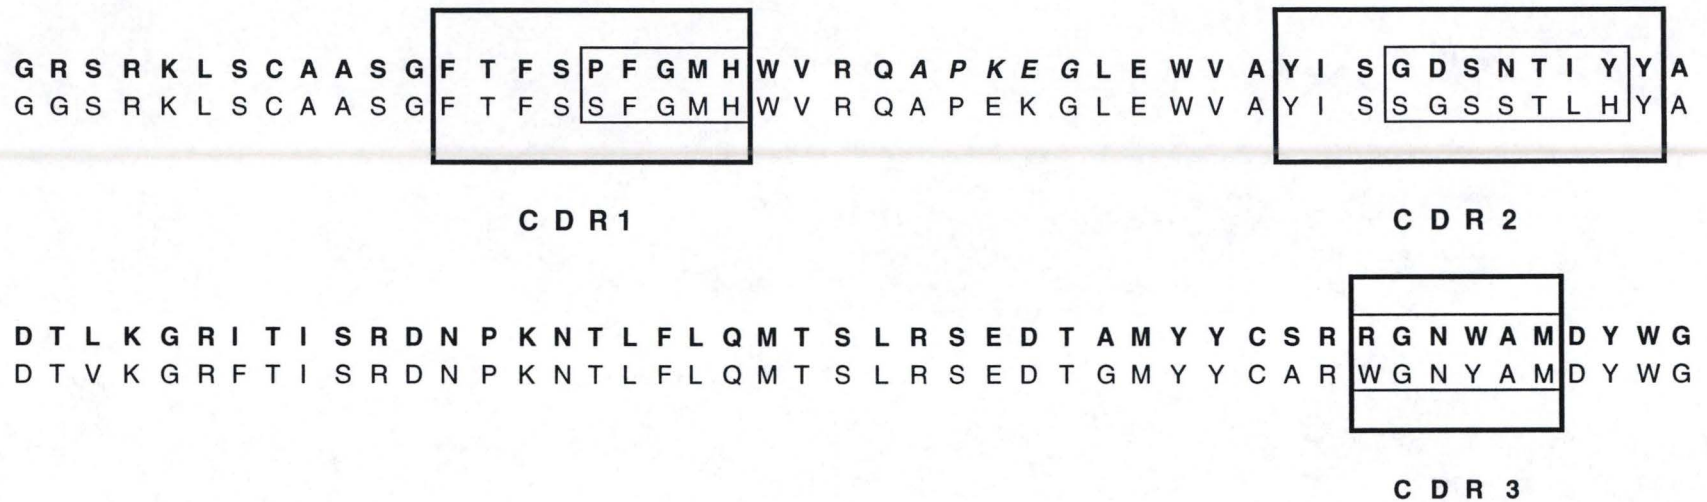 G R S R K L S C A A S G F T F S P F G M H W V R Q A P K E G L E W V A Y I S G D S N T I Y Y A
G G S R K L S C A A S G F T F S S F G M H W V R Q A P E K G L E W V A Y I S S G S S T L H Y A
C D R 1
C D R 2
D T L K G R I T I S R D N P K N T L F L Q M T S L R S E D T A M Y Y C S R R G N W A M D Y W G
D T V K G R F T I S R D N P K N T L F L Q M T S L R S E D T G M Y Y C A R W G N Y A M D Y W G
C D R 3